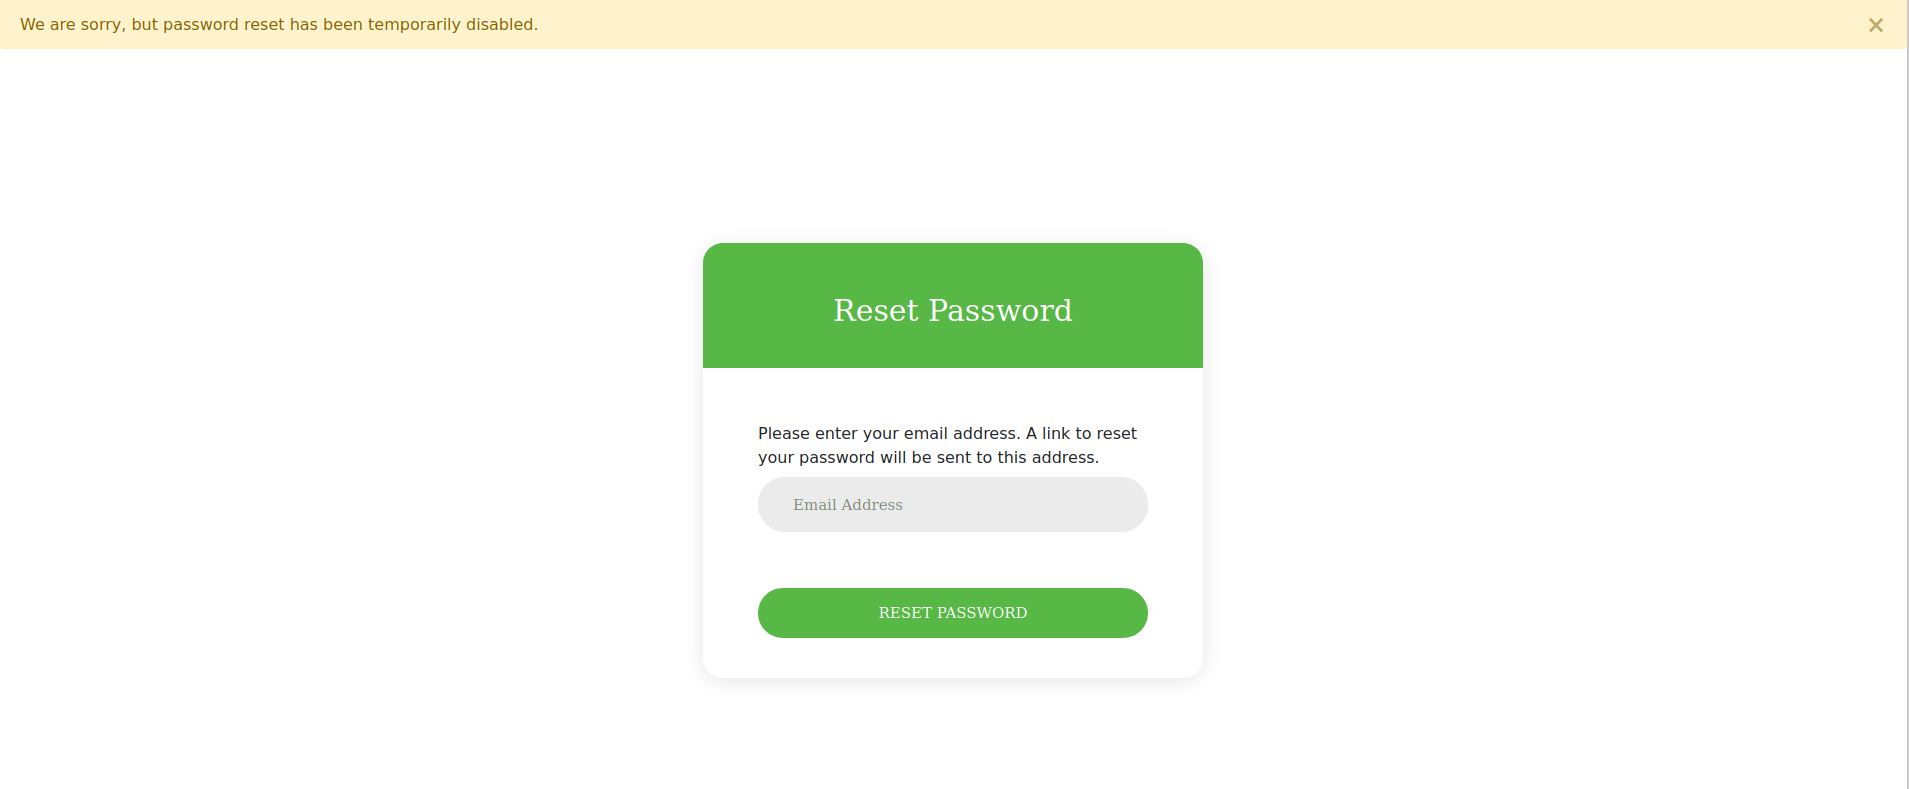 We are sorry, but password reset has been temporarily disabled.
×
Reset Password
Please enter your email address. A link to reset
your password will be sent to this address.
Email Address
RESET PASSWORD